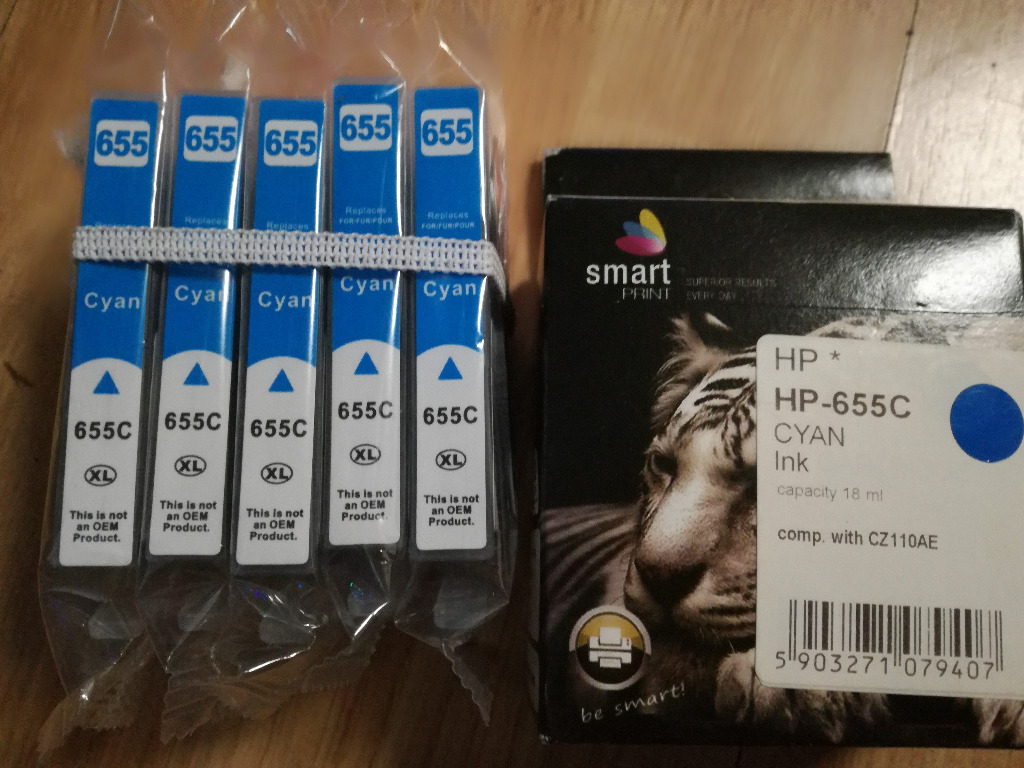 655
Replaces
Cyan
655C
XL
This is not
an OEM
Product.
655
Replaces
Cyan
655C
XL
This is not
an OEM
Product.
655
Replaces
Cyan
655C
XL
This is not
an OEM
Product.
655
Replaces
FOR/FUR/POUR
Cyan
655C
XL
This is not
an OEM
Product.
655
Replaces
FOR/FUR/POUR
Cyan
655C
XL
This is not
an OEM
Product.
smart
PRINT
SUPERIOR RESULTS
EVERY DAY
HP *
HP-655C
CYAN
Ink
capacity 18 ml
comp. with CZ110AE
5 903271 079407
be smart!